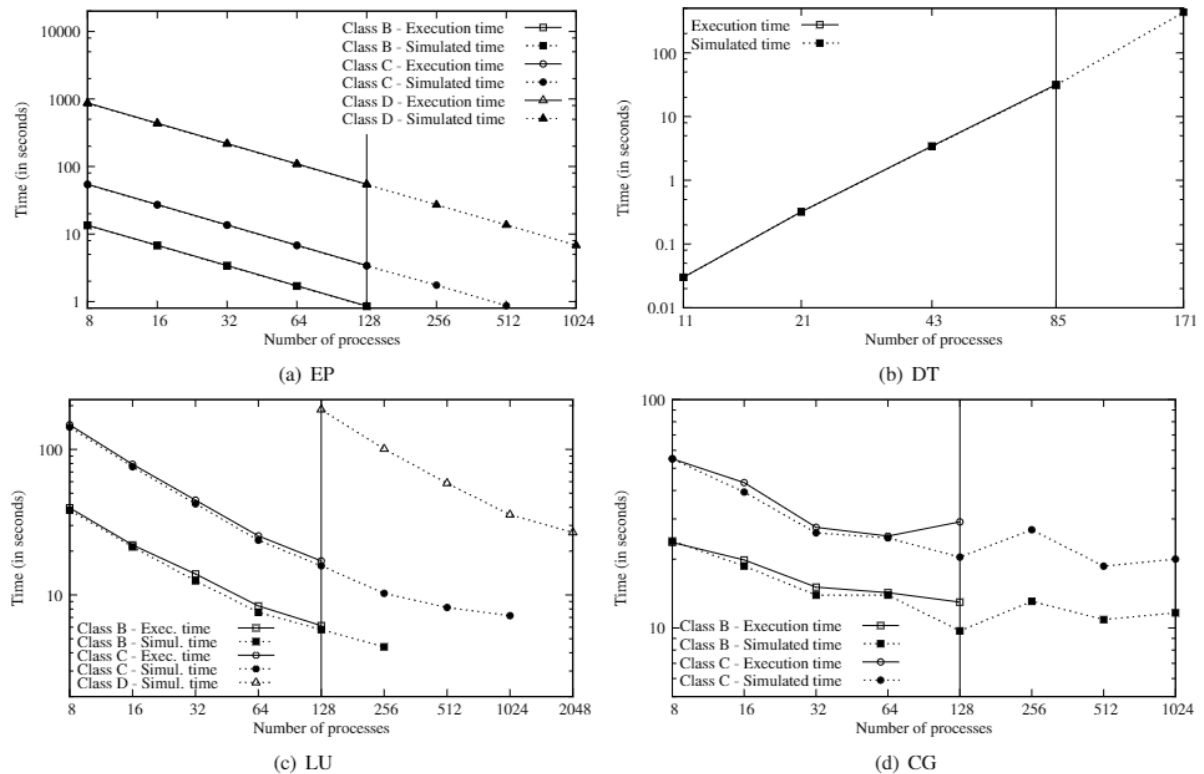 10000
1000
100
10
1
Time (in seconds)
Class B - Execution time
Class B - Simulated time
Class C - Execution time
Class C - Simulated time
Class D - Execution time
Class D - Simulated time
8 16 32 64 128 256 512 1024
Number of processes
(a) EP
100
10
1
0.1
0.01
Time (in seconds)
Execution time
Simulated time
11 21 43 85 171
Number of processes
(b) DT
100
10
Time (in seconds)
Class B - Exec. time
Class B - Simul. time
Class C - Exec. time
Class C - Simul. time
Class D - Simul. time
8 16 32 64 128 256 512 1024 2048
Number of processes
(c) LU
100
10
Time (in seconds)
Class B - Execution time
Class B - Simulated time
Class C - Execution time
Class C - Simulated time
8 16 32 64 128 256 512 1024
Number of processes
(d) CG